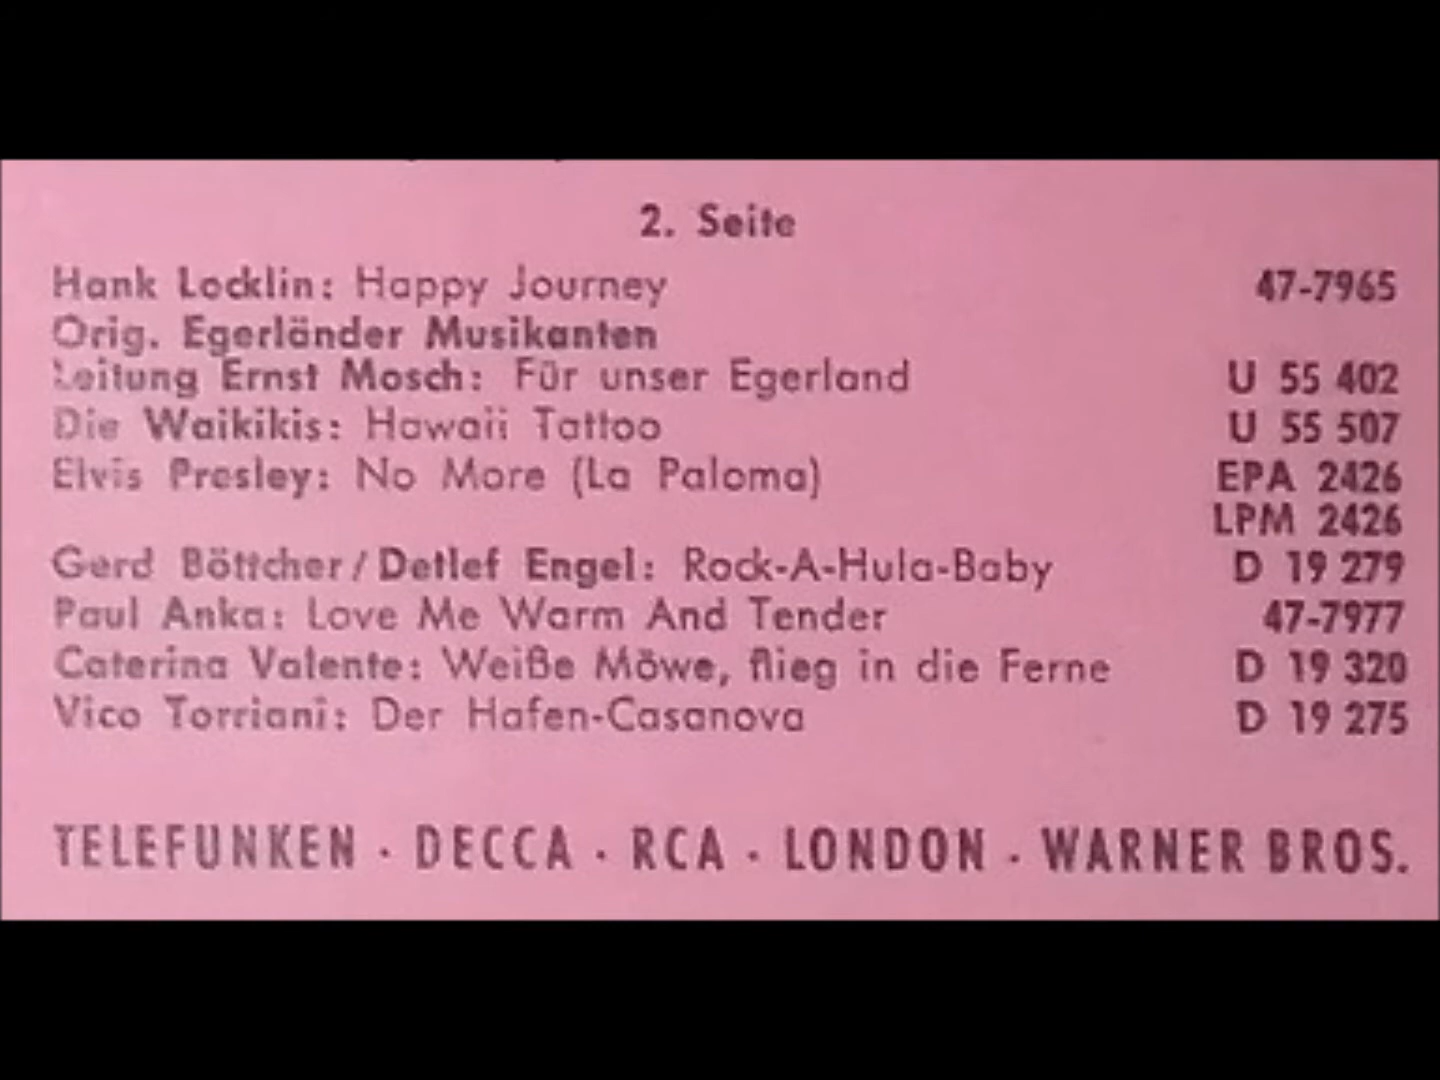 2. Seite
Hank Locklin: Happy Journey 47-7965
Orig. Egerländer Musikanten
Leitung Ernst Mosch: Für unser Egerland U 55 402
Die Waikikis: Hawaii Tattoo U 55 507
Elvis Presley: No More (La Paloma) EPA 2426
LPM 2426
Gerd Böttcher/Detlef Engel: Rock-A-Hula-Baby D 19 279
Paul Anka: Love Me Warm And Tender 47-7977
Caterina Valente: Weiße Möwe, flieg in die Ferne D 19 320
Vico Torriani: Der Hafen-Casanova D 19 275
TELEFUNKEN · DECCA · RCA · LONDON · WARNER BROS.